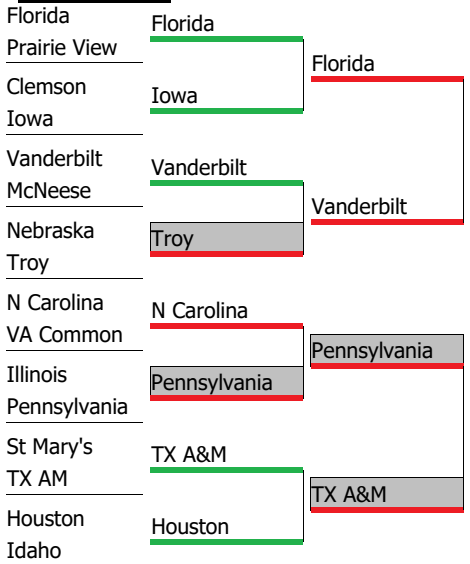 Florida
Prairie View
Clemson
Iowa
Vanderbilt
McNeese
Nebraska
Troy
N Carolina
VA Common
Illinois
Pennsylvania
St Mary's
TX AM
Houston
Idaho
Florida
Iowa
Vanderbilt
Troy
N Carolina
Pennsylvania
TX A&M
Houston
Florida
Vanderbilt
Pennsylvania
TX A&M